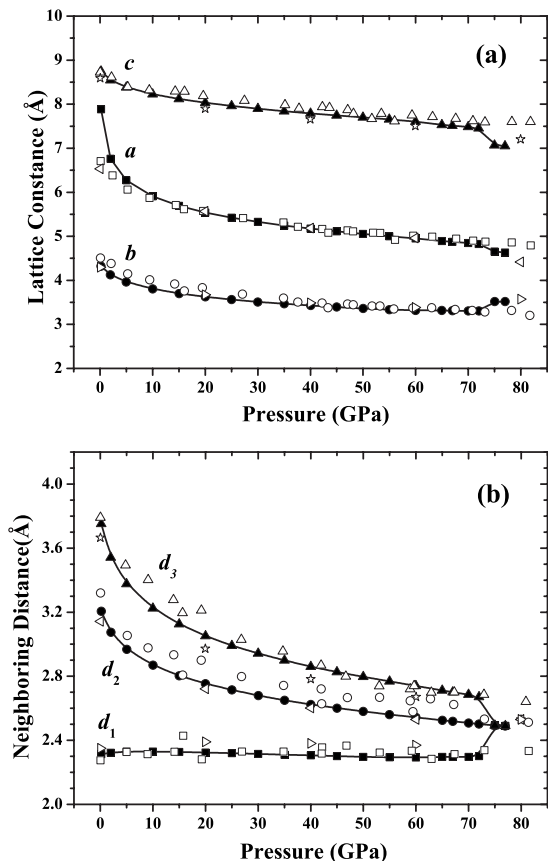 (a)
c
a
b
Lattice Constance (Å)
9
8
7
6
5
4
3
2
0 10 20 30 40 50 60 70 80
Pressure (GPa)
(b)
d3
d2
d1
Neighboring Distance(Å)
4.0
3.6
3.2
2.8
2.4
2.0
0 10 20 30 40 50 60 70 80
Pressure (GPa)